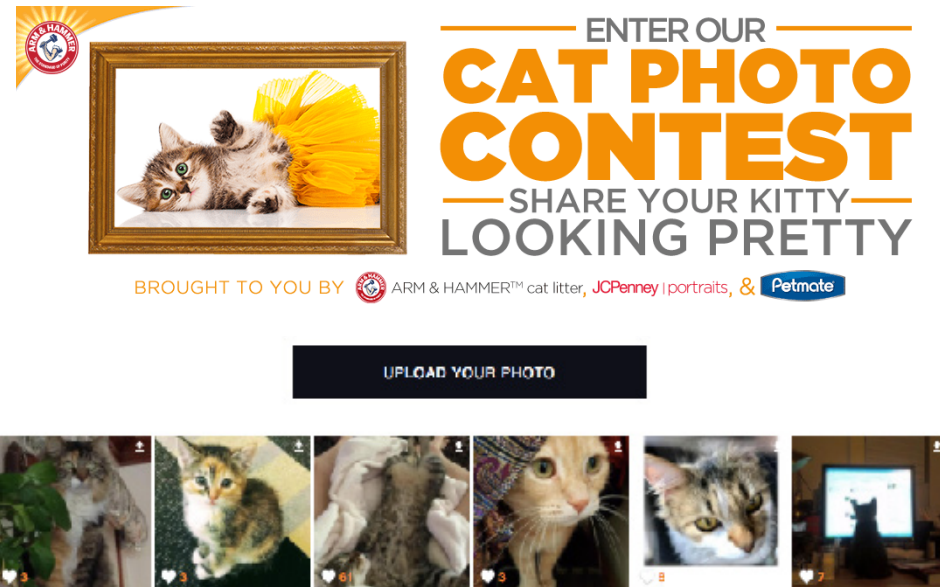 ARM & HAMMER
ENTER OUR
CAT PHOTO
CONTEST
SHARE YOUR KITTY
LOOKING PRETTY
BROUGHT TO YOU BY ARM & HAMMER™ cat litter, JCPenney | portraits, & Petmate
UPLOAD YOUR PHOTO
3 3 6 3 8 7